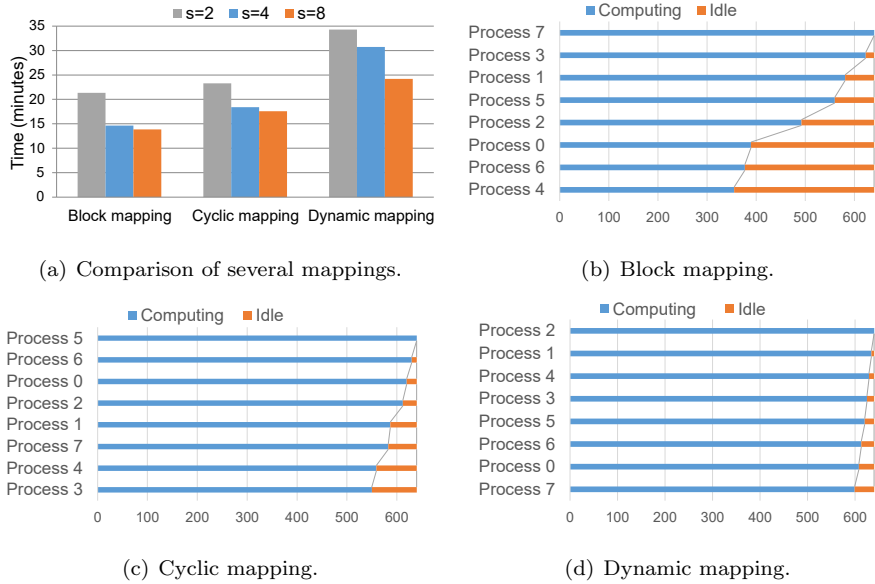 s=2 s=4 s=8
Time (minutes)
35
30
25
20
15
10
5
0
Block mapping Cyclic mapping Dynamic mapping
(a) Comparison of several mappings.
Computing Idle
Process 7
Process 3
Process 1
Process 5
Process 2
Process 0
Process 6
Process 4
0 100 200 300 400 500 600
(b) Block mapping.
Computing Idle
Process 5
Process 6
Process 0
Process 2
Process 1
Process 7
Process 4
Process 3
0 100 200 300 400 500 600
(c) Cyclic mapping.
Computing Idle
Process 2
Process 1
Process 4
Process 3
Process 5
Process 6
Process 0
Process 7
0 100 200 300 400 500 600
(d) Dynamic mapping.